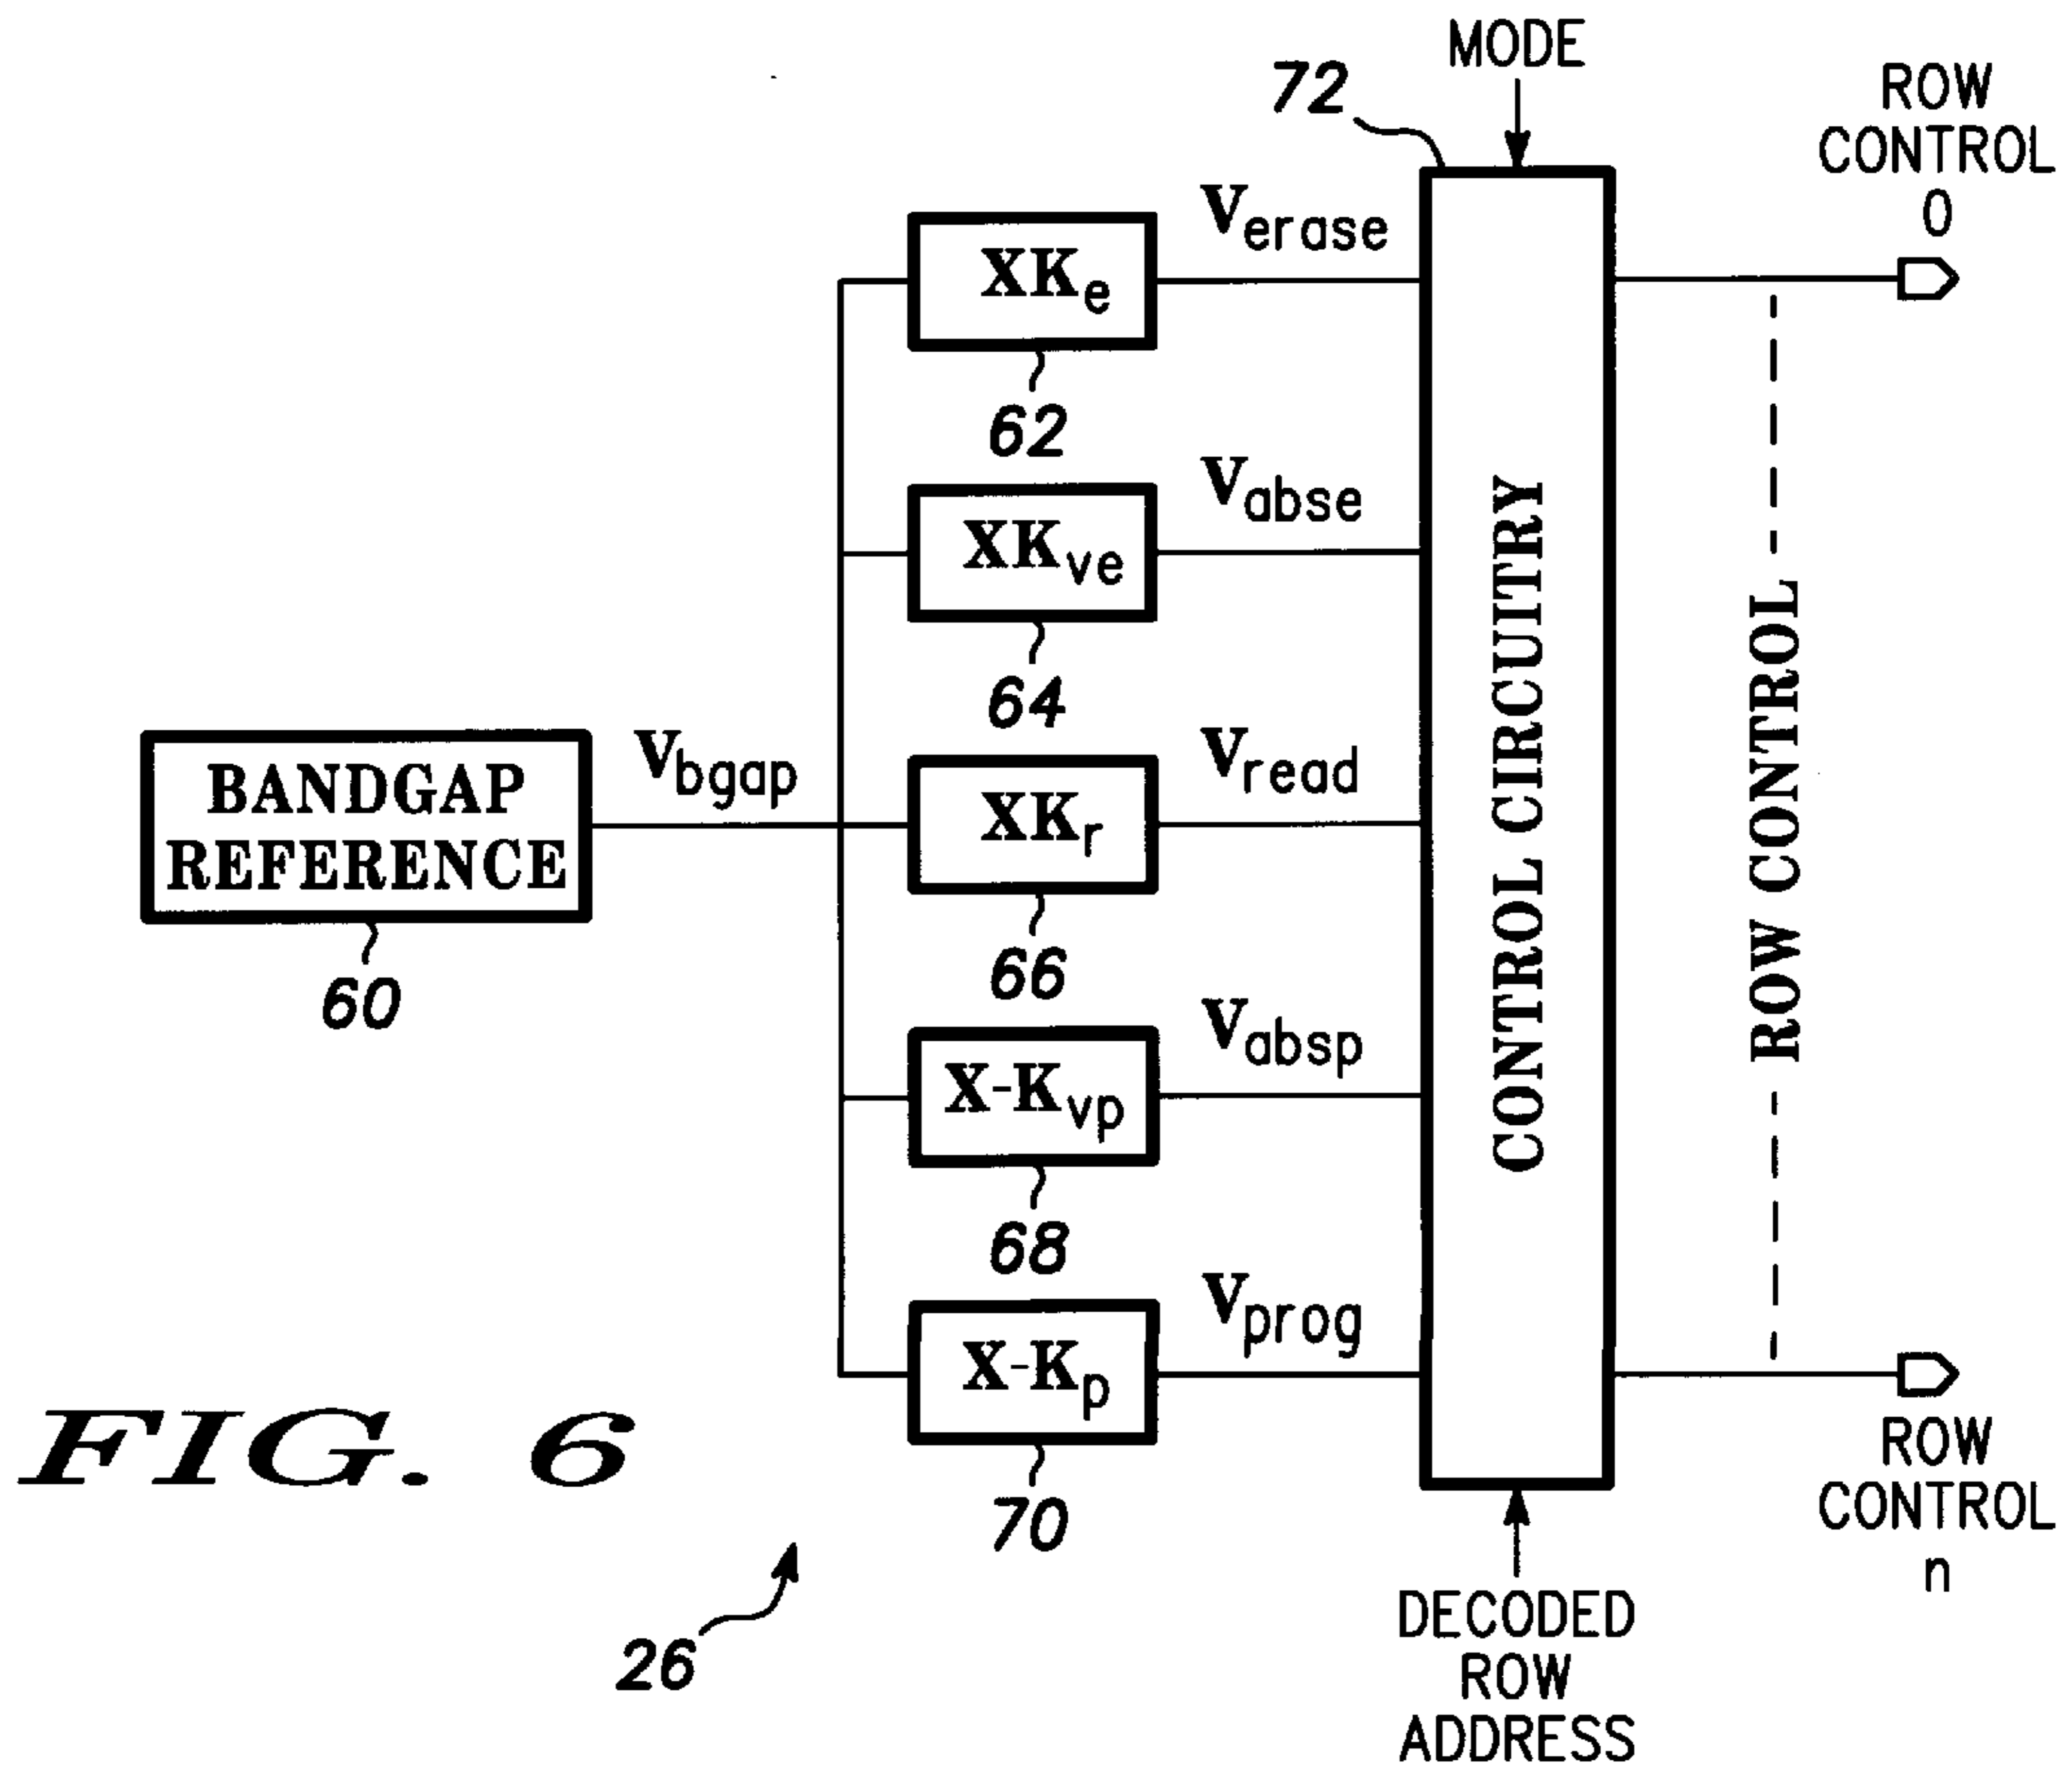 MODE
72
ROW
CONTROL
0
XKe
62
Verase
XKve
64
Vabse
BANDGAP
REFERENCE
60
Vbgap
XKr
66
Vread
X-Kvp
68
Vabsp
X-Kp
70
Vprog
CONTROL CIRCUITRY
ROW CONTROL
ROW
CONTROL
n
DECODED
ROW
ADDRESS
26
FIG. 6